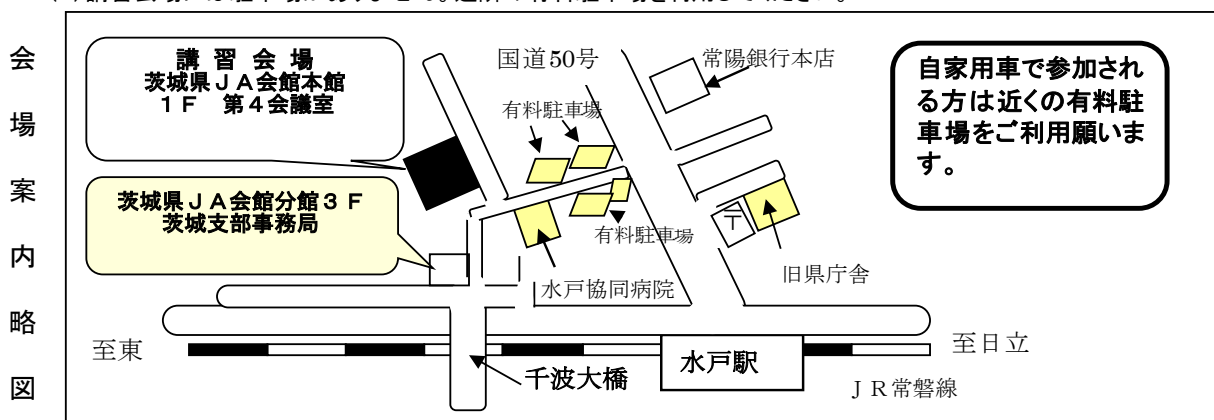 会場案内略図
講 習 会 場
茨城県ＪＡ会館本館
１Ｆ　第４会議室
国道50号
常陽銀行本店
自家用車で参加され
る方は近くの有料駐
車場をご利用願いま
す。
有料駐車場
茨城県ＪＡ会館分館３Ｆ
茨城支部事務局
有料駐車場
〒
旧県庁舎
水戸協同病院
至東
至日立
水戸駅
千波大橋
ＪＲ常磐線